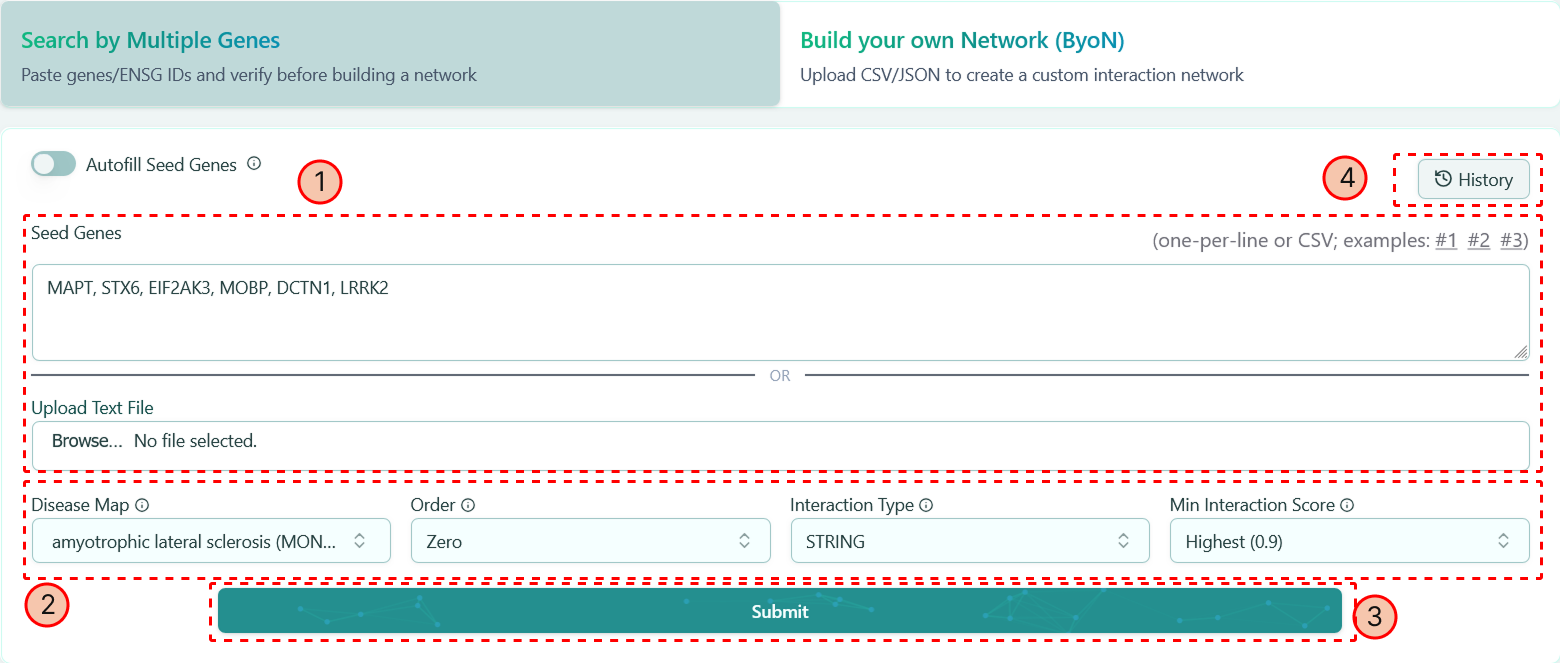 Search by Multiple Genes
Paste genes/ENSG IDs and verify before building a network
Build your own Network (ByoN)
Upload CSV/JSON to create a custom interaction network
Autofill Seed Genes
1
4
History
Seed Genes
(one-per-line or CSV; examples: #1 #2 #3)
MAPT, STX6, EIF2AK3, MOBP, DCTN1, LRRK2
OR
Upload Text File
Browse... No file selected.
Disease Map
Order
Interaction Type
Min Interaction Score
amyotrophic lateral sclerosis (MON...
Zero
STRING
Highest (0.9)
2
Submit
3